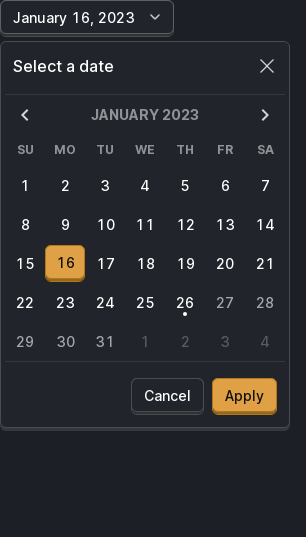 January 16, 2023
Select a date
JANUARY 2023
SU MO TU WE TH FR SA
1 2 3 4 5 6 7
8 9 10 11 12 13 14
15 16 17 18 19 20 21
22 23 24 25 26 27 28
29 30 31 1 2 3 4
Cancel Apply